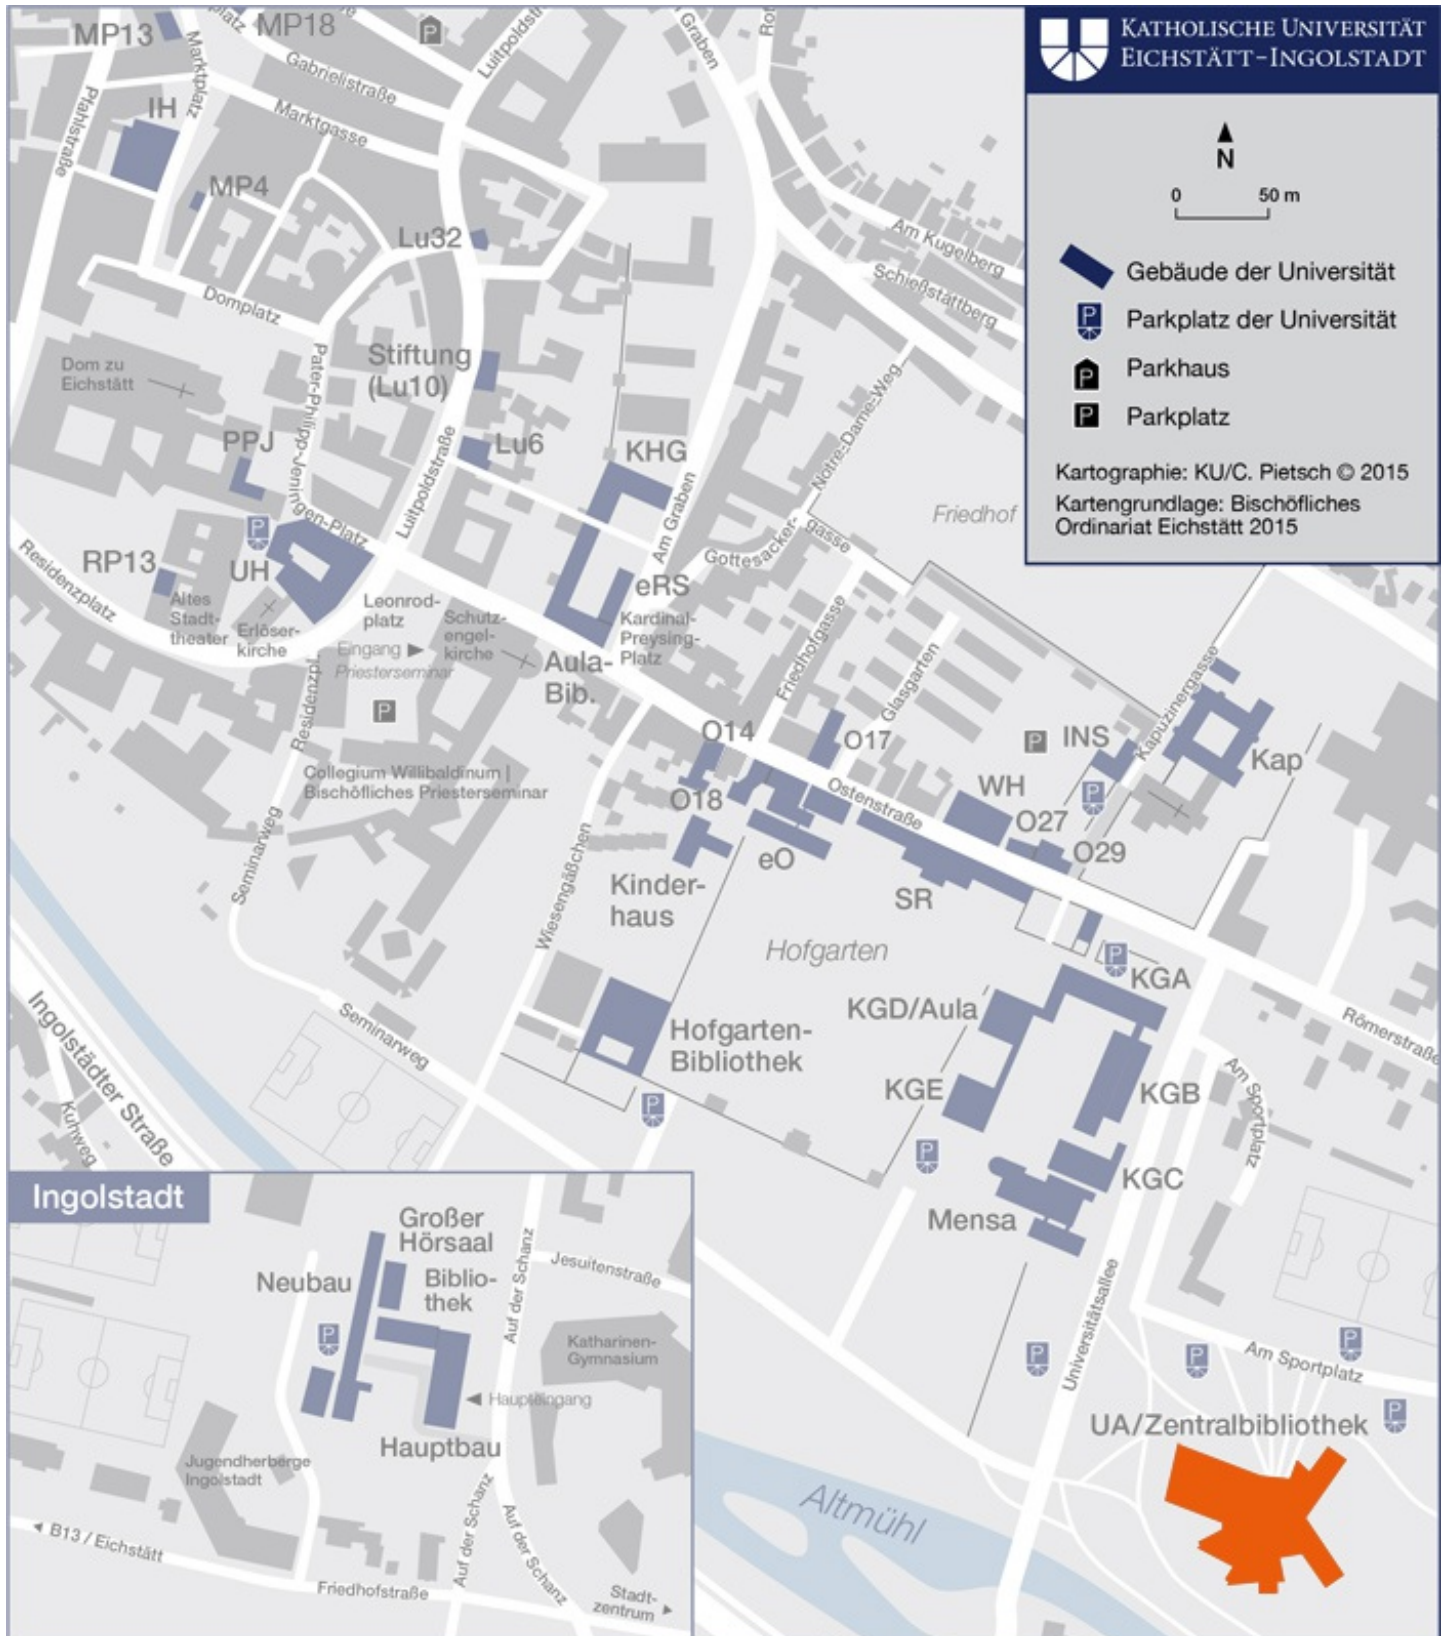 KATHOLISCHE UNIVERSITÄT
EICHSTÄTT-INGOLSTADT
N
0 50 m
Gebäude der Universität
P Parkplatz der Universität
P Parkhaus
P Parkplatz
Kartographie: KU/C. Pietsch © 2015
Kartengrundlage: Bischöfliches
Ordinariat Eichstätt 2015
MP13
MP18
P
Luitpoldstr
Graben
Marktplatz
Gabrielistraße
Marktgasse
Pfahlstraße
IH
MP4
Lu32
Am Kugelberg
Schießstättberg
Domplatz
Dom zu
Eichstätt
Stiftung
(Lu10)
Pater-Philipp-Jeningen-Platz
PPJ
Lu6
KHG
Luitpoldstraße
Am Graben
Notre-Dame-Weg
Friedhof
Gottesacker-
gasse
P
UH
RP13
Residenzplatz
Altes
Stadt-
theater
Erlöser-
kirche
Leonrod-
platz
Eingang
Priesterseminar
Schutz-
engel-
kirche
eRS
Kardinal-
Preysing-
Platz
Aula-
Bib.
Friedhofgasse
Glasgarten
Kapuzinergasse
P
Residenzpl.
Collegium Willibaldinum |
Bischöfliches Priesterseminar
O14
O17
O18
P
INS
Kap
P
WH
O27
O29
Ostenstraße
eO
SR
Kinder-
haus
Wiesengäßchen
Seminarweg
Hofgarten
P
KGA
KGD/Aula
Hofgarten-
Bibliothek
KGE
KGB
Römerstraße
Am Sportplatz
Seminarweg
Ingolstädter Straße
Kuhweg
P
P
KGC
Mensa
Universitätsallee
P
P
P
P
Am Sportplatz
UA/Zentralbibliothek
Altmühl
Ingolstadt
Großer
Hörsaal
Neubau
Biblio-
thek
P
Auf der Schanz
Jesuitenstraße
Katharinen-
Gymnasium
Haupteingang
Hauptbau
Jugendherberge
Ingolstadt
Auf der Schanz
Auf der Schanz
B13 / Eichstätt
Friedhofstraße
Stadt-
zentrum